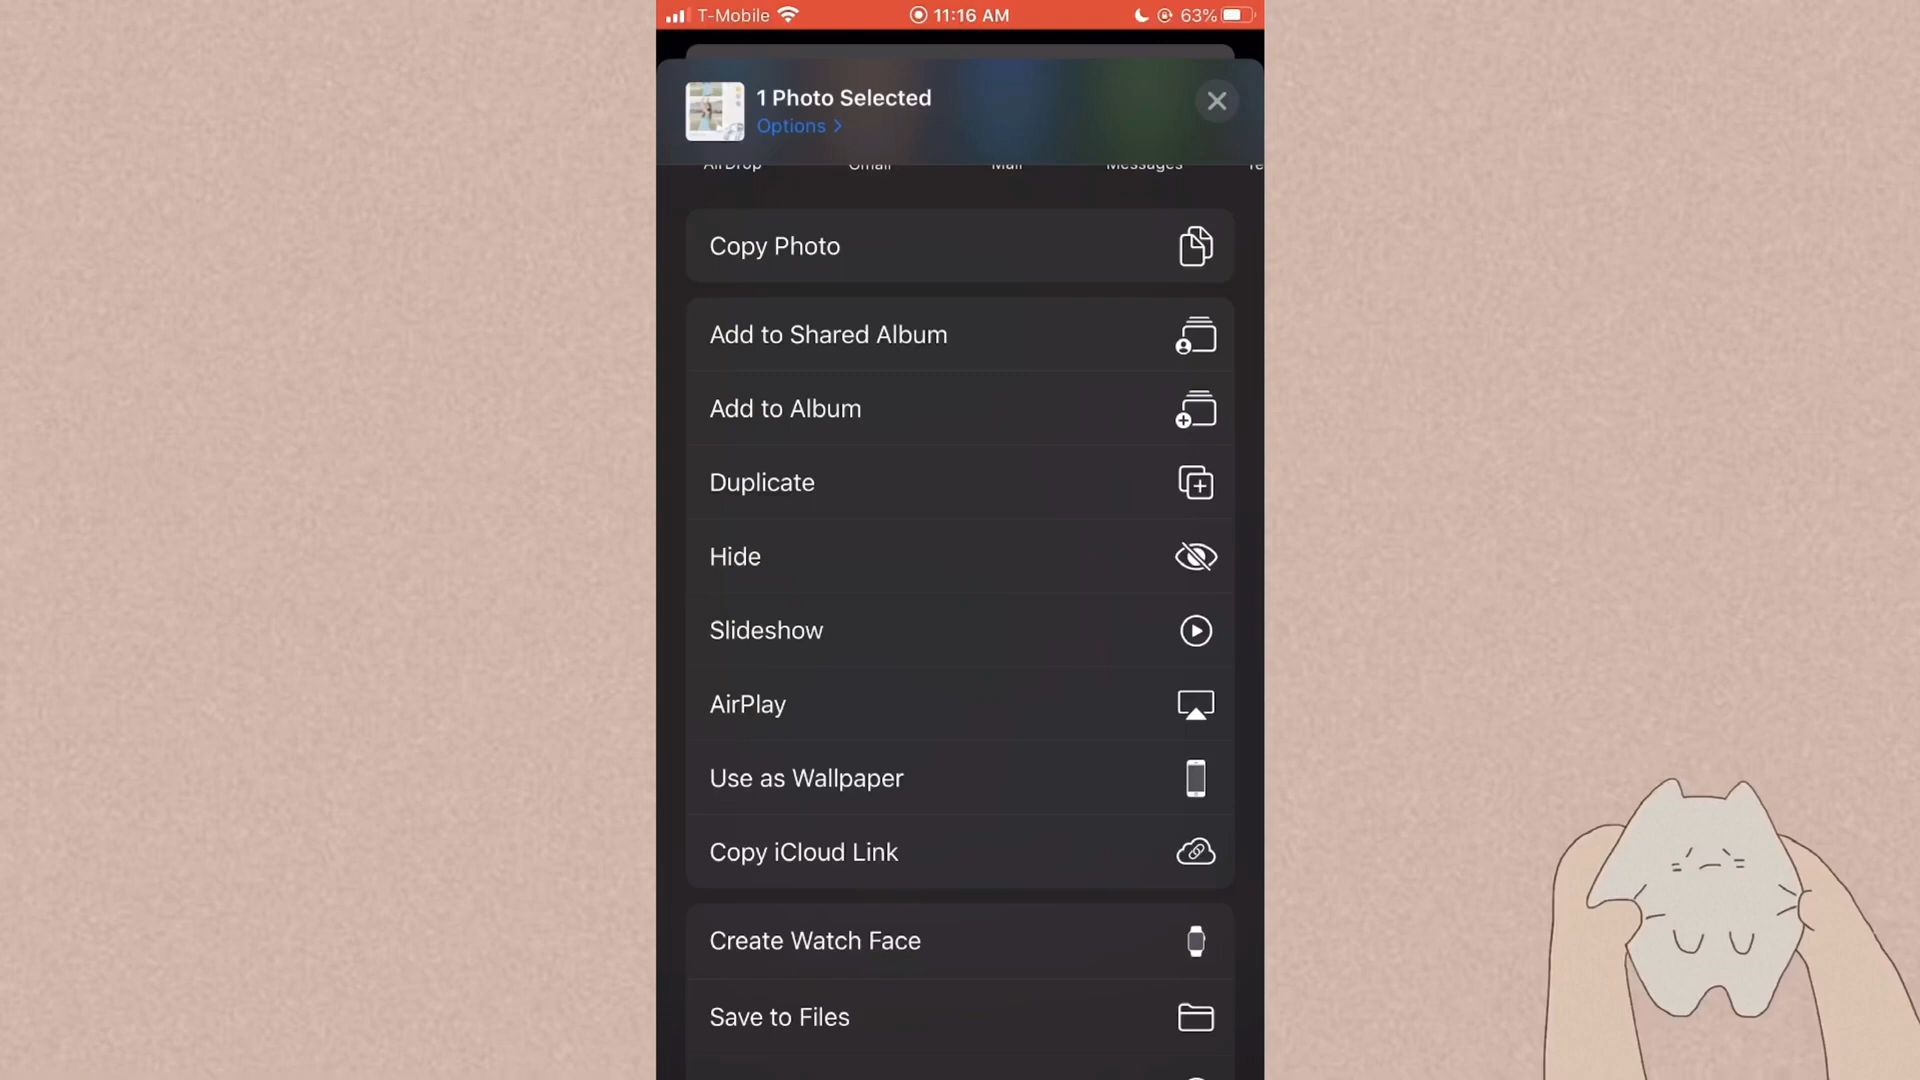 T-Mobile 11:16 AM 63%
1 Photo Selected
Options
AirDrop Gmail Mail Messages
Copy Photo
Add to Shared Album
Add to Album
Duplicate
Hide
Slideshow
AirPlay
Use as Wallpaper
Copy iCloud Link
Create Watch Face
Save to Files